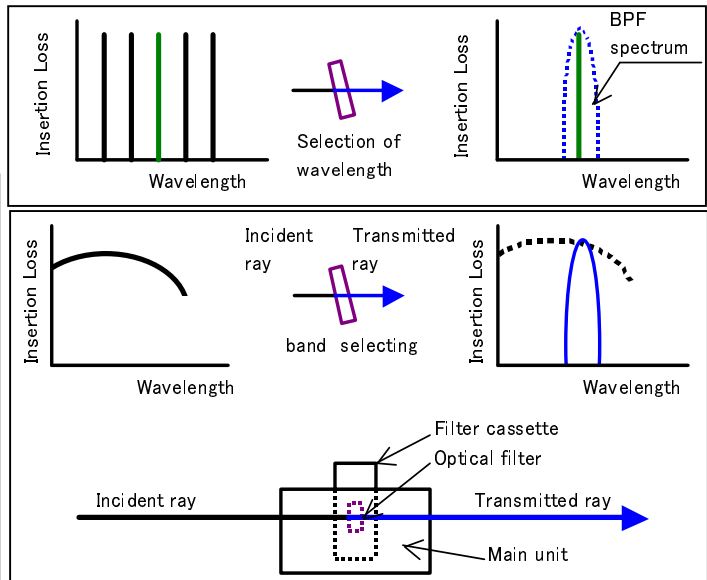 Insertion Loss
Wavelength
Selection of
wavelength
Insertion Loss
BPF
spectrum
Wavelength
Insertion Loss
Wavelength
Incident
ray
Transmitted
ray
band selecting
Insertion Loss
Wavelength
Filter cassette
Optical filter
Incident ray
Transmitted ray
Main unit